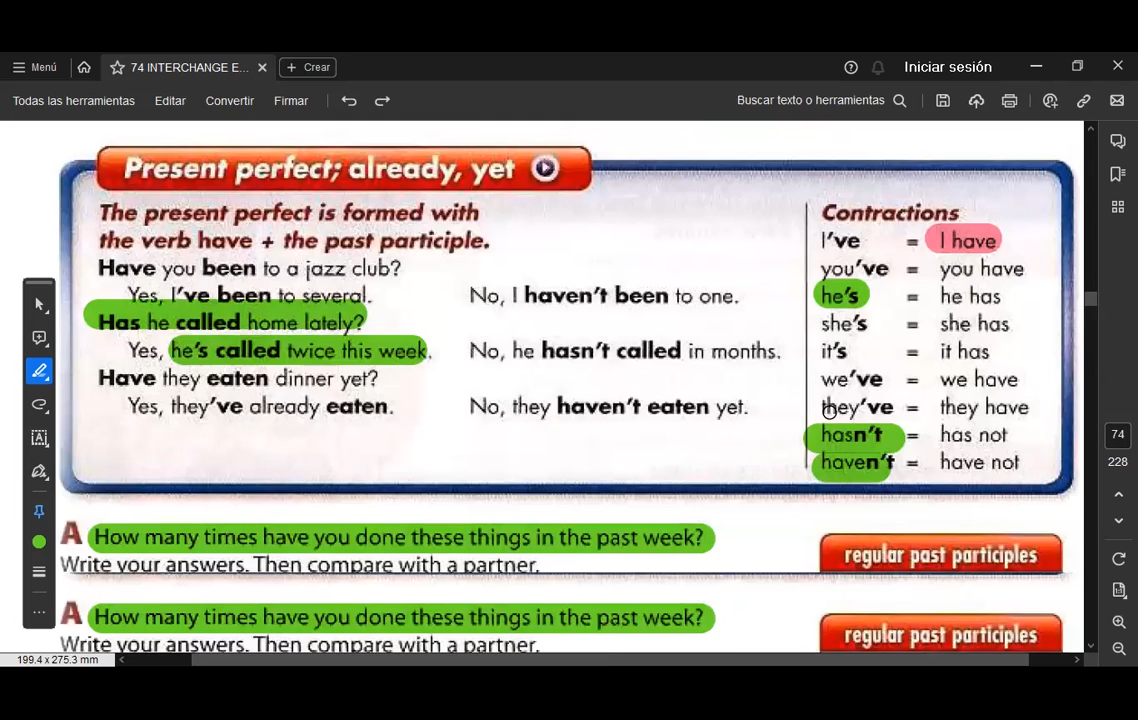 Menú
74 INTERCHANGE E...
Crear
Iniciar sesión
Todas las herramientas
Editar
Convertir
Firmar
Buscar texto o herramientas
Present perfect; already, yet
The present perfect is formed with
the verb have + the past participle.
Have you been to a jazz club?
Yes, I've been to several. No, I haven't been to one.
Has he called home lately?
Yes, he's called twice this week. No, he hasn't called in months.
Have they eaten dinner yet?
Yes, they've already eaten. No, they haven't eaten yet.
Contractions
I've = I have
you've = you have
he's = he has
she's = she has
it's = it has
we've = we have
they've = they have
hasn't = has not
haven't = have not
A How many times have you done these things in the past week?
Write your answers. Then compare with a partner.
regular past participles
A How many times have you done these things in the past week?
Write your answers. Then compare with a partner.
regular past participles
74
228
199.4 x 275.3 mm